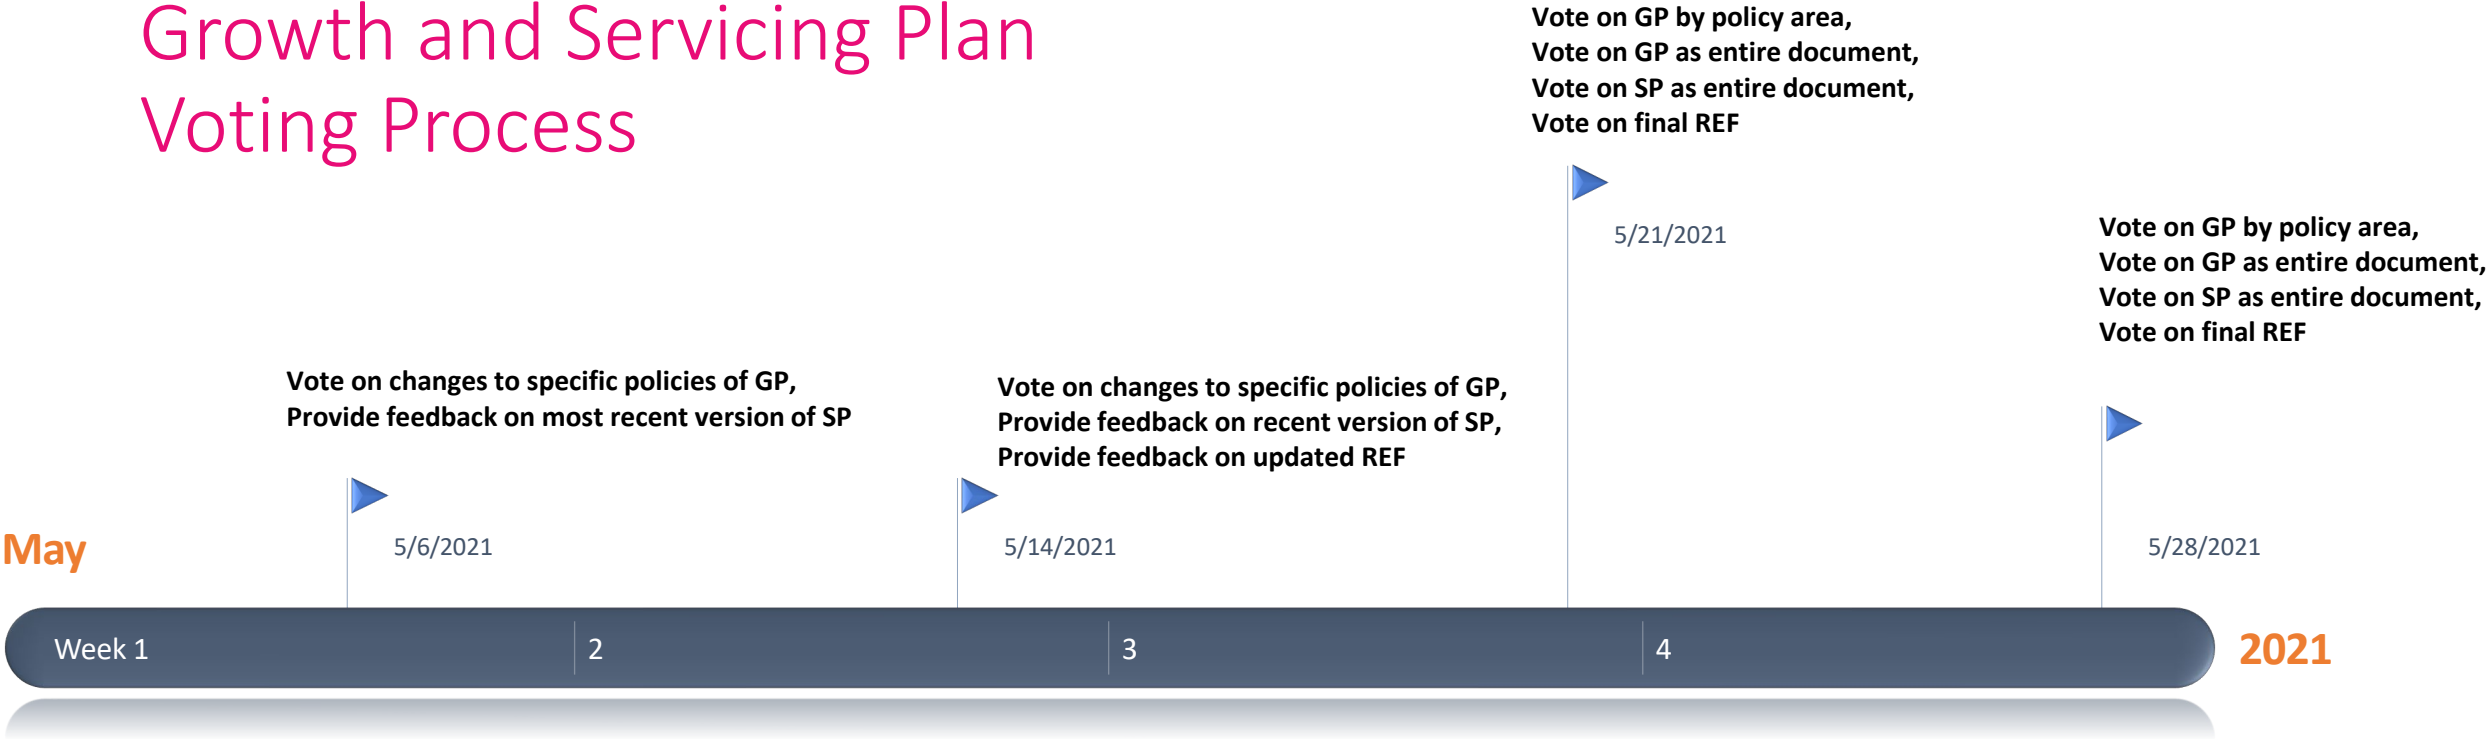 Growth and Servicing Plan
Voting Process
Vote on GP by policy area,
Vote on GP as entire document,
Vote on SP as entire document,
Vote on final REF
5/21/2021
Vote on GP by policy area,
Vote on GP as entire document,
Vote on SP as entire document,
Vote on final REF
Vote on changes to specific policies of GP,
Provide feedback on most recent version of SP
Vote on changes to specific policies of GP,
Provide feedback on recent version of SP,
Provide feedback on updated REF
May
5/6/2021
5/14/2021
5/28/2021
Week 1
2
3
4
2021